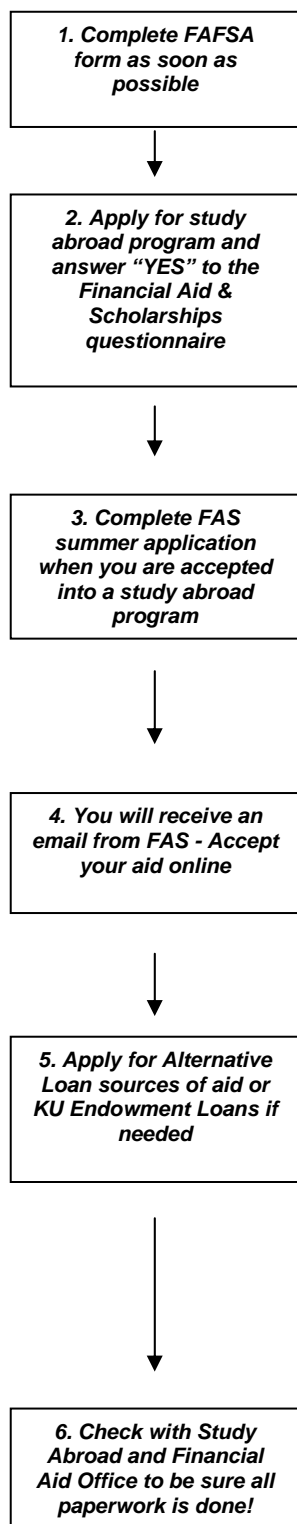 1. Complete FAFSA
form as soon as
possible
2. Apply for study
abroad program and
answer “YES” to the
Financial Aid &
Scholarships
questionnaire
3. Complete FAS
summer application
when you are accepted
into a study abroad
program
4. You will receive an
email from FAS - Accept
your aid online
5. Apply for Alternative
Loan sources of aid or
KU Endowment Loans if
needed
6. Check with Study
Abroad and Financial
Aid Office to be sure all
paperwork is done!